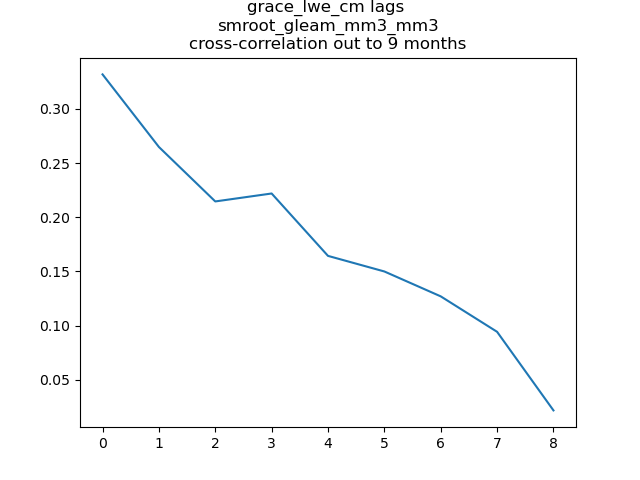 grace_lwe_cm lags
smroot_gleam_mm3_mm3
cross-correlation out to 9 months
0.30
0.25
0.20
0.15
0.10
0.05
0 1 2 3 4 5 6 7 8